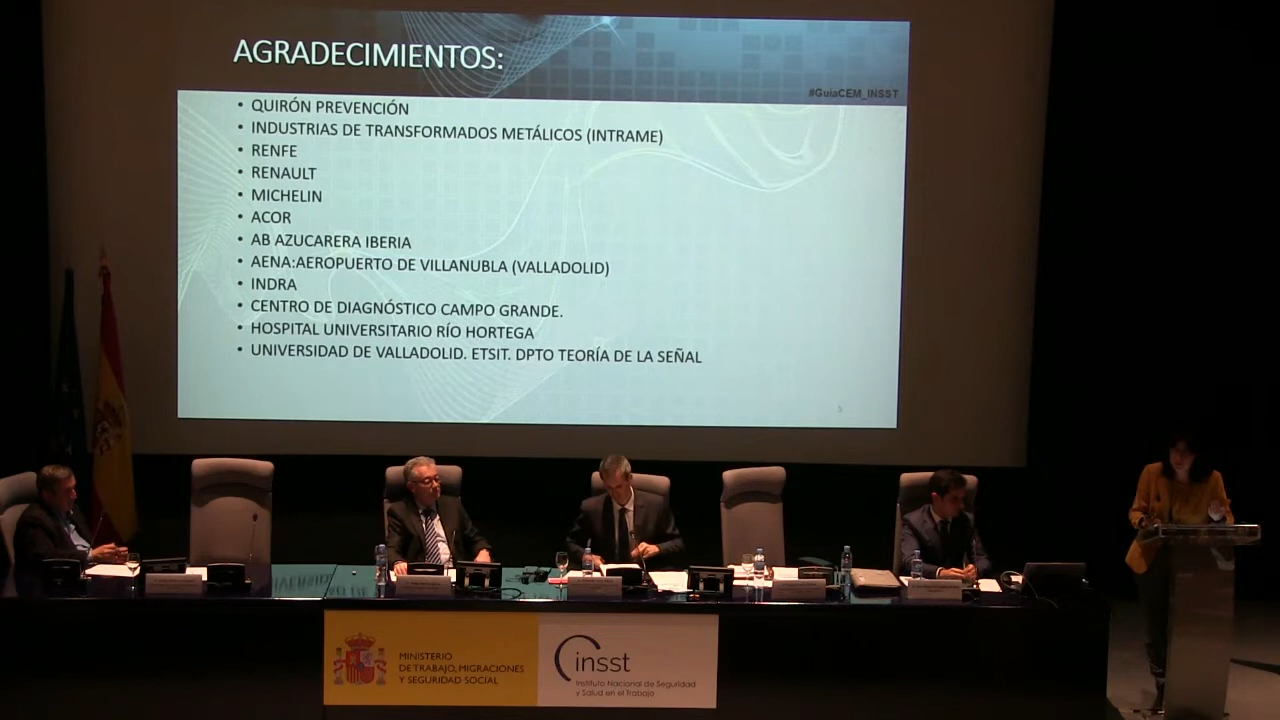 AGRADECIMIENTOS:
#GuiaCEM_INSST
• QUIRÓN PREVENCIÓN
• INDUSTRIAS DE TRANSFORMADOS METÁLICOS (INTRAME)
• RENFE
• RENAULT
• MICHELIN
• ACOR
• AB AZUCARERA IBERIA
• AENA:AEROPUERTO DE VILLANUBLA (VALLADOLID)
• INDRA
• CENTRO DE DIAGNÓSTICO CAMPO GRANDE.
• HOSPITAL UNIVERSITARIO RÍO HORTEGA
• UNIVERSIDAD DE VALLADOLID. ETSIT. DPTO TEORÍA DE LA SEÑAL
MINISTERIO
DE TRABAJO, MIGRACIONES
Y SEGURIDAD SOCIAL
insst
Instituto Nacional de Seguridad
y Salud en el Trabajo